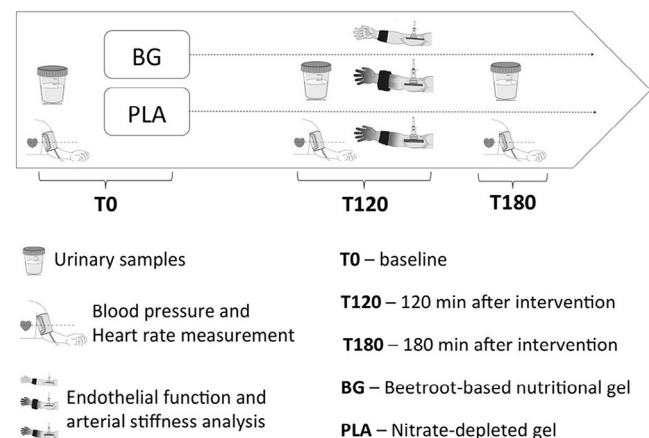 BG
PLA
T0
T120
T180
Urinary samples
Blood pressure and
Heart rate measurement
Endothelial function and
arterial stiffness analysis
T0 – baseline
T120 – 120 min after intervention
T180 – 180 min after intervention
BG – Beetroot-based nutritional gel
PLA – Nitrate-depleted gel